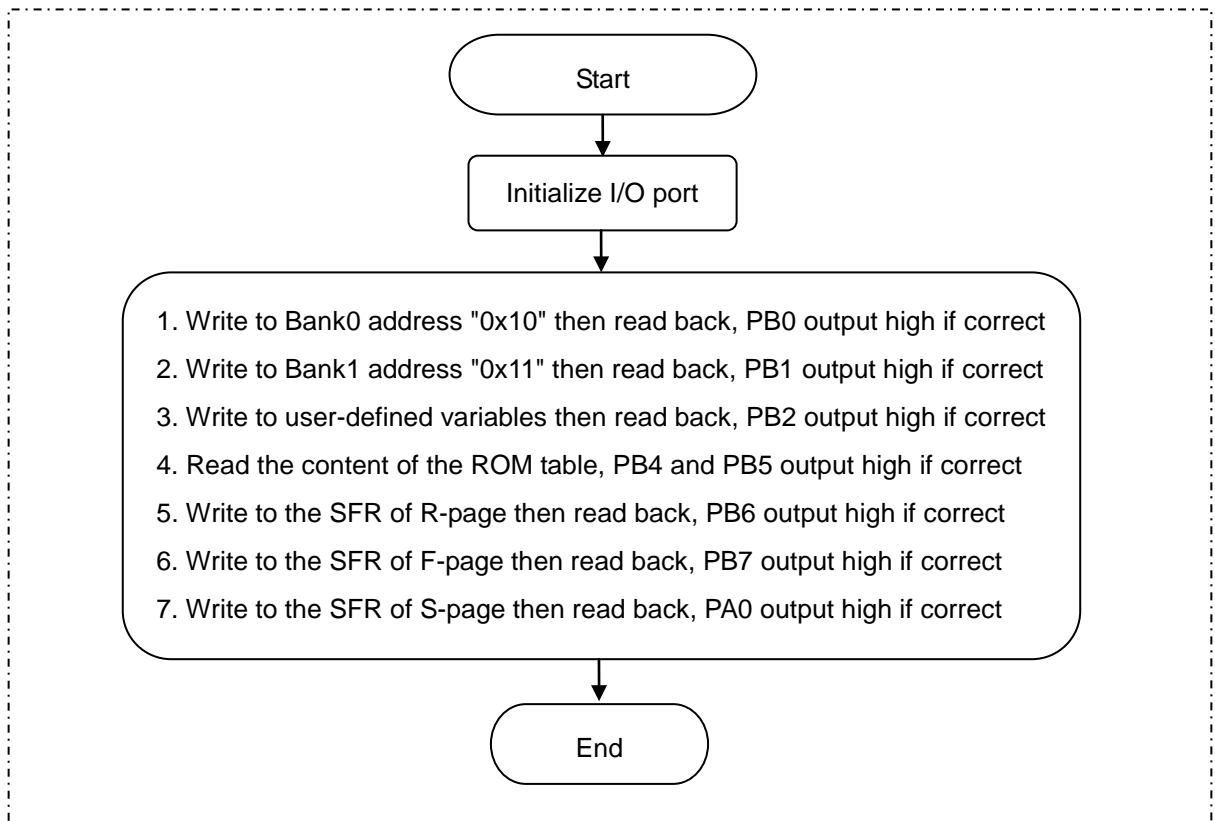 Start
Initialize I/O port
1. Write to Bank0 address "0x10" then read back, PB0 output high if correct
2. Write to Bank1 address "0x11" then read back, PB1 output high if correct
3. Write to user-defined variables then read back, PB2 output high if correct
4. Read the content of the ROM table, PB4 and PB5 output high if correct
5. Write to the SFR of R-page then read back, PB6 output high if correct
6. Write to the SFR of F-page then read back, PB7 output high if correct
7. Write to the SFR of S-page then read back, PA0 output high if correct
End